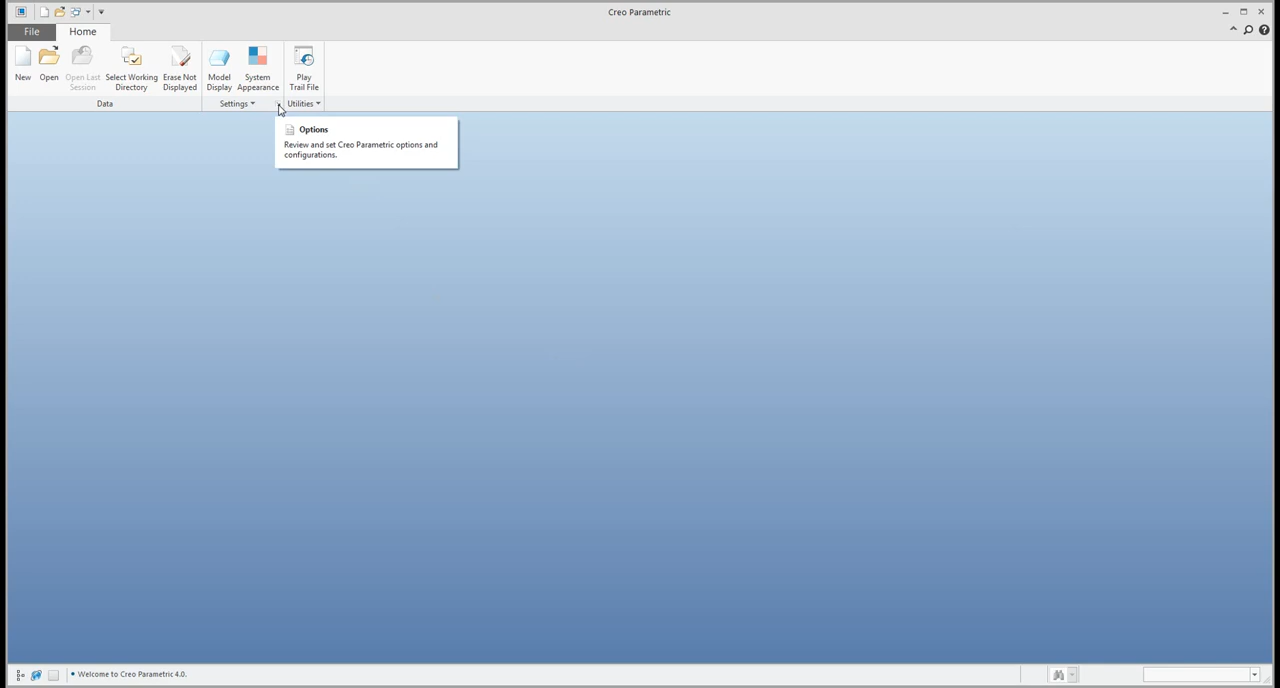 Creo Parametric
File
Home
New
Open
Open Last
Session
Select Working
Directory
Erase Not
Displayed
Model
Display
System
Appearance
Play
Trail File
Data
Settings
Utilities
Options
Review and set Creo Parametric options and
configurations.
• Welcome to Creo Parametric 4.0.